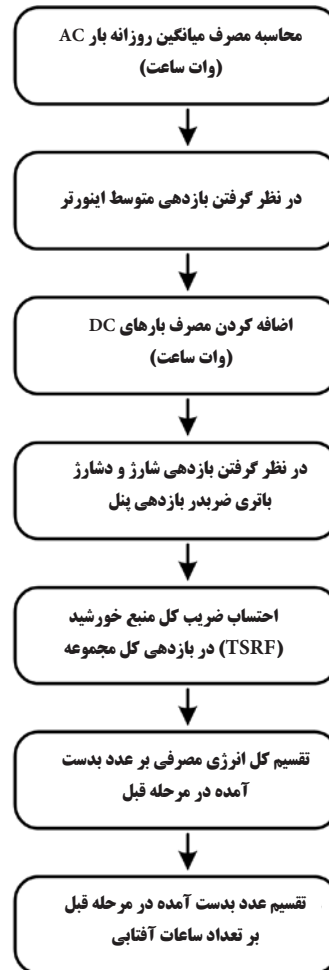 محاسبه مصرف میانگین روزانه بار AC
(وات ساعت)
در نظر گرفتن بازدهی متوسط اینورتر
اضافه کردن مصرف بارهای DC
(وات ساعت)
در نظر گرفتن بازدهی شارژ و دشارژ
باتری ضربدر بازدهی پنل
احتساب ضریب کل منبع خورشید
(TSRF) در بازدهی کل مجموعه
تقسیم کل انرژی مصرفی بر عدد بدست
آمده در مرحله قبل
تقسیم عدد بدست آمده در مرحله قبل
بر تعداد ساعات آفتابی